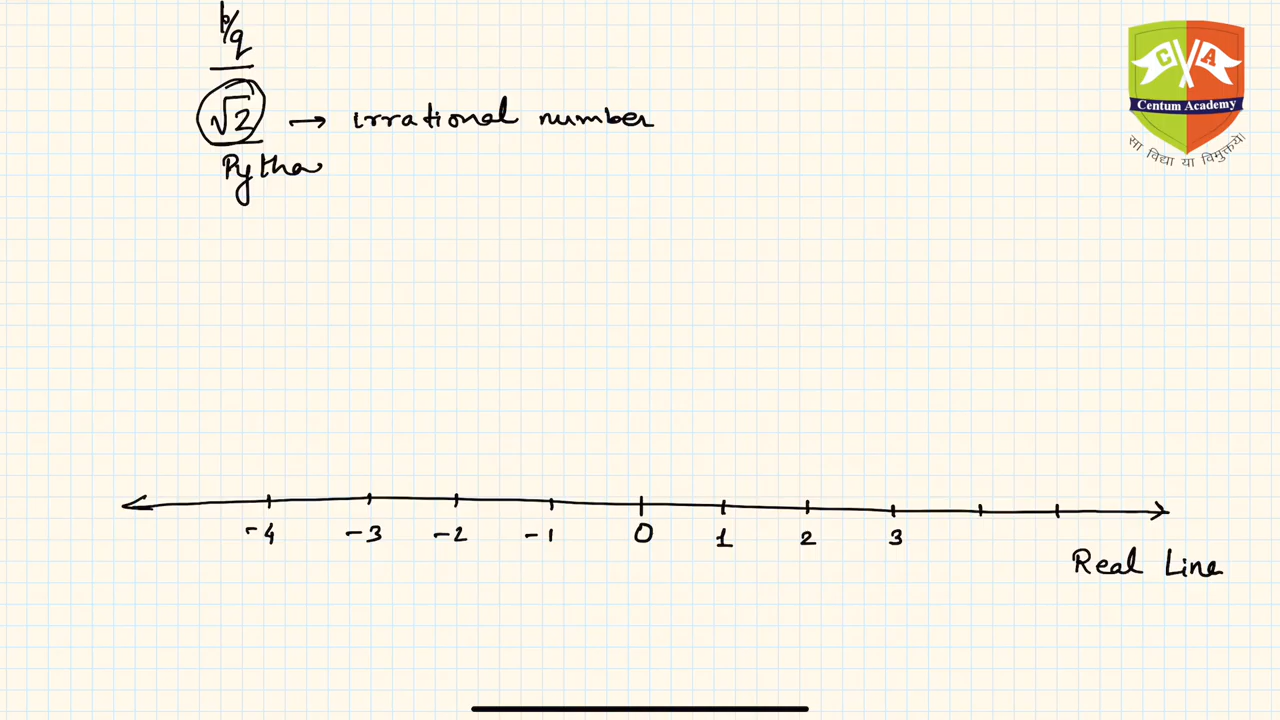 p/q
√2 → irrational number
Pytha
C A
Centum Academy
सा विद्या या विमुक्तये।
-4 -3 -2 -1 0 1 2 3
Real Line